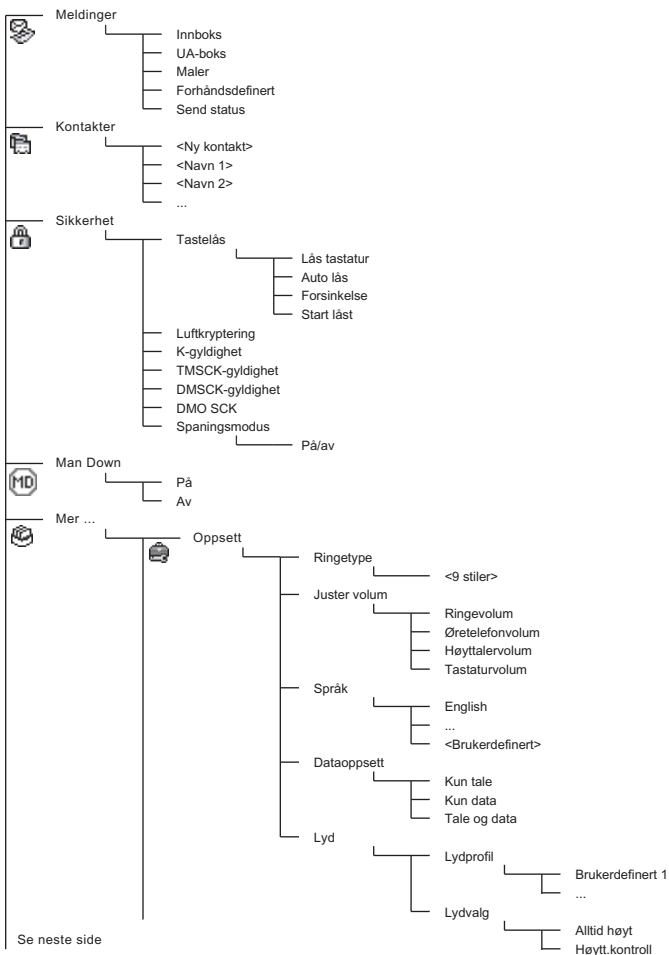 Meldinger
Innboks
UA-boks
Maler
Forhåndsdefinert
Send status
Kontakter
<Ny kontakt>
<Navn 1>
<Navn 2>
...
Sikkerhet
Tastelås
Lås tastatur
Auto lås
Forsinkelse
Start låst
Luftkryptering
K-gyldighet
TMSCK-gyldighet
DMSCK-gyldighet
DMO SCK
Spaningsmodus
På/av
Man Down
MD
På
Av
Mer ...
Oppsett
Ringetype
<9 stiler>
Juster volum
Ringevolum
Øretelefonvolum
Høyttalervolum
Tastaturvolum
Språk
English
...
<Brukerdefinert>
Dataoppsett
Kun tale
Kun data
Tale og data
Lyd
Lydprofil
Brukerdefinert 1
...
Lydvalg
Alltid høyt
Høytt.kontroll
Se neste side